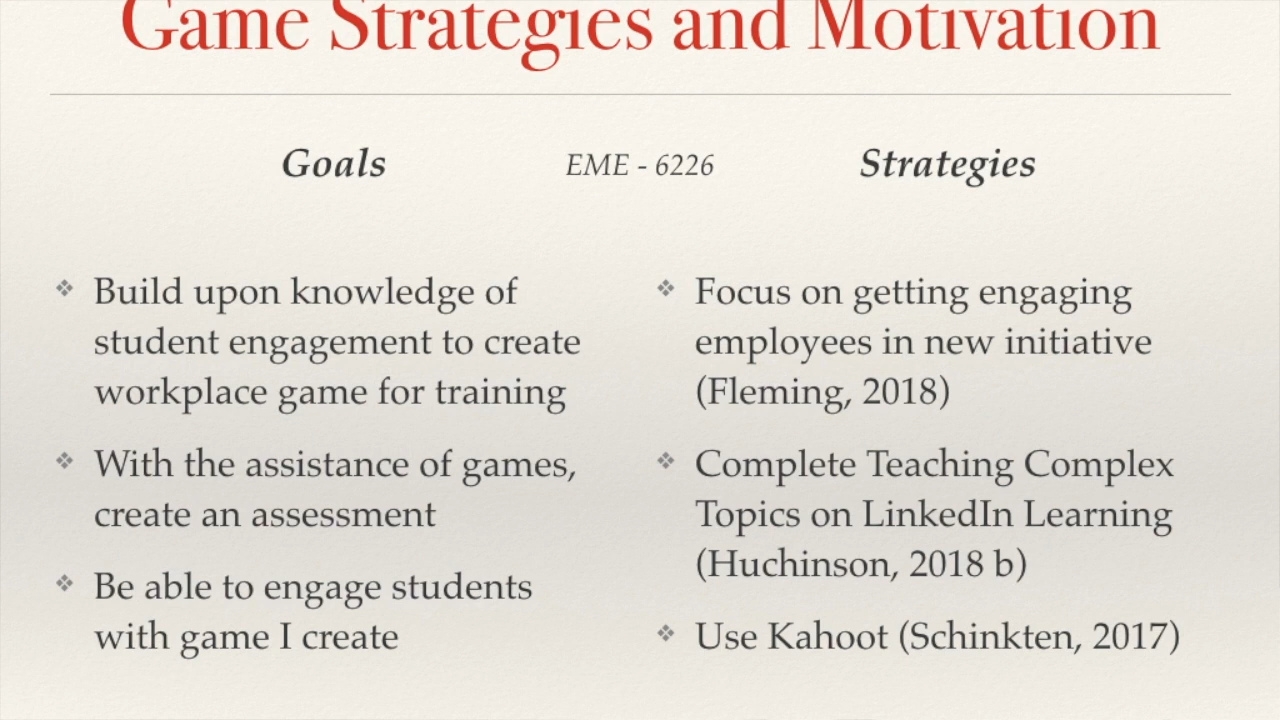 Game Strategies and Motivation
Goals
EME - 6226
Strategies
Build upon knowledge of
student engagement to create
workplace game for training
With the assistance of games,
create an assessment
Be able to engage students
with game I create
Focus on getting engaging
employees in new initiative
(Fleming, 2018)
Complete Teaching Complex
Topics on LinkedIn Learning
(Huchinson, 2018 b)
Use Kahoot (Schinkten, 2017)